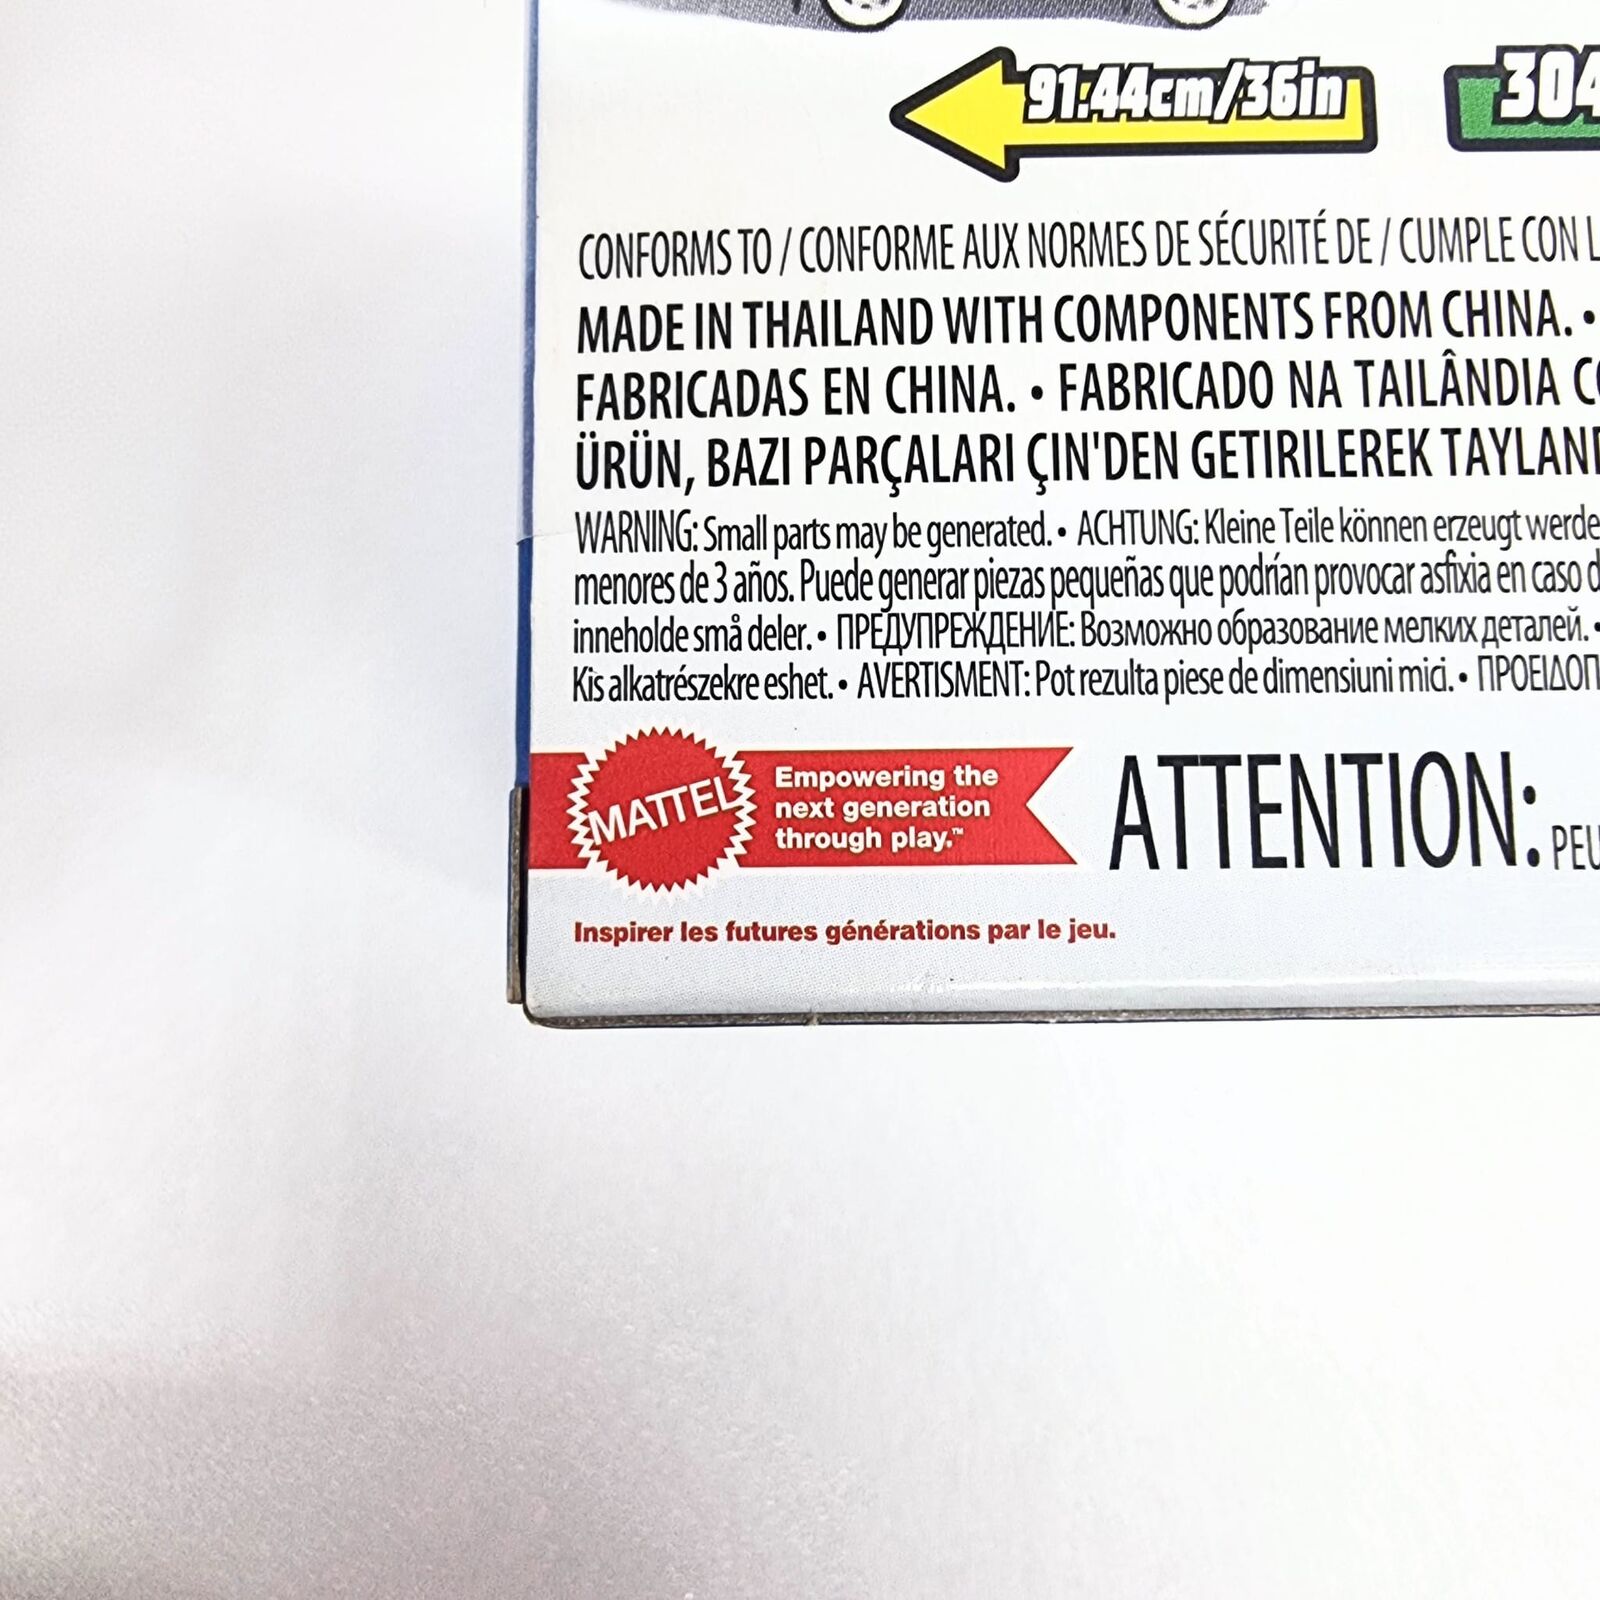 91.44cm/36in
304
CONFORMS TO / CONFORME AUX NORMES DE SÉCURITÉ DE / CUMPLE CON L
MADE IN THAILAND WITH COMPONENTS FROM CHINA. •
FABRICADAS EN CHINA. • FABRICADO NA TAILÂNDIA CO
ÜRÜN, BAZI PARÇALARI ÇIN'DEN GETIRILEREK TAYLAND
WARNING: Small parts may be generated. • ACHTUNG: Kleine Teile können erzeugt werde
menores de 3 años. Puede generar piezas pequeñas que podrían provocar asfixia en caso d
inneholde små deler. • ПРЕДУПРЕЖДЕНИЕ: Возможно образование мелких деталей. •
Kis alkatrészekre eshet. • AVERTISMENT: Pot rezulta piese de dimensiuni mici. • ΠΡΟΕΙΔΟΠ
MATTEL
Empowering the
next generation
through play.™
ATTENTION: PEU
Inspirer les futures générations par le jeu.